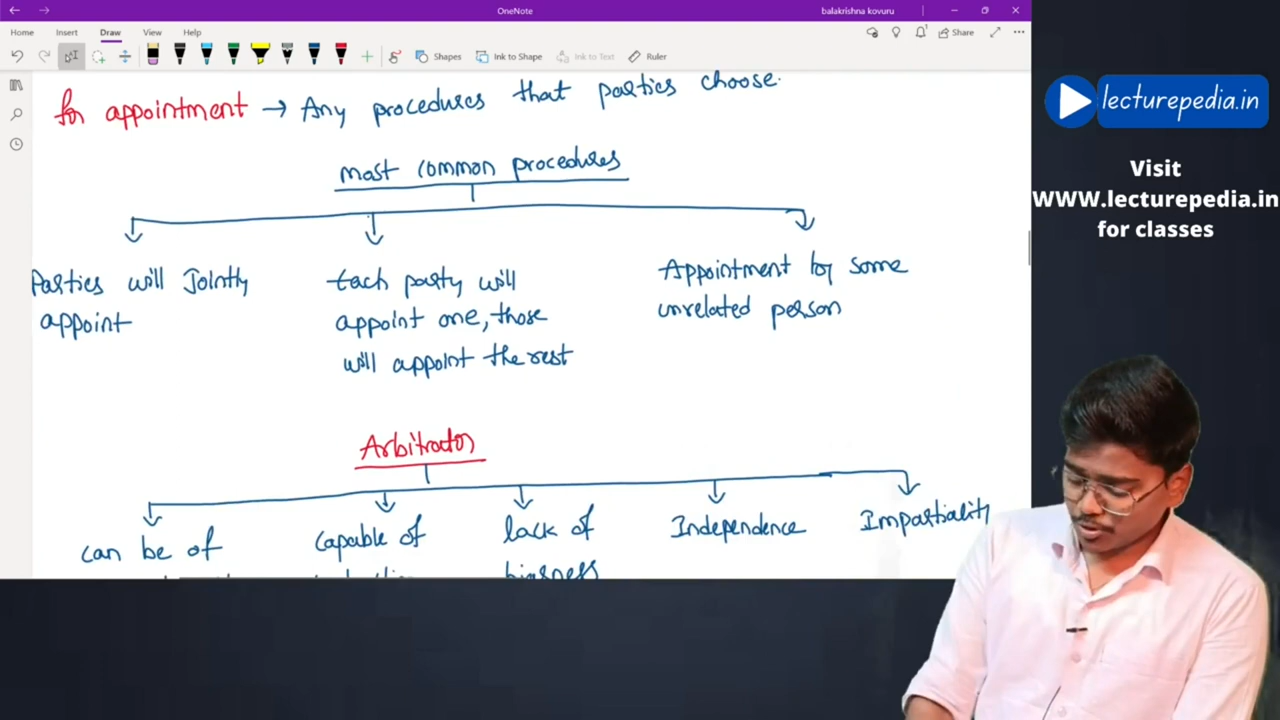 OneNote
balakrishna kovuru
Home Insert Draw View Help
Share
Shapes
Ink to Shape
Ink to Text
Ruler
for appointment → Any procedures that parties choose.
most common procedures
Parties will Jointly
appoint
Each party will
appoint one, those
will appoint the rest
Appointment by some
unrelated person
Arbitrator
can be of
capable of
lack of
biasness
Independence
Impartiality
lecturepedia.in
Visit
WWW.lecturepedia.in
for classes